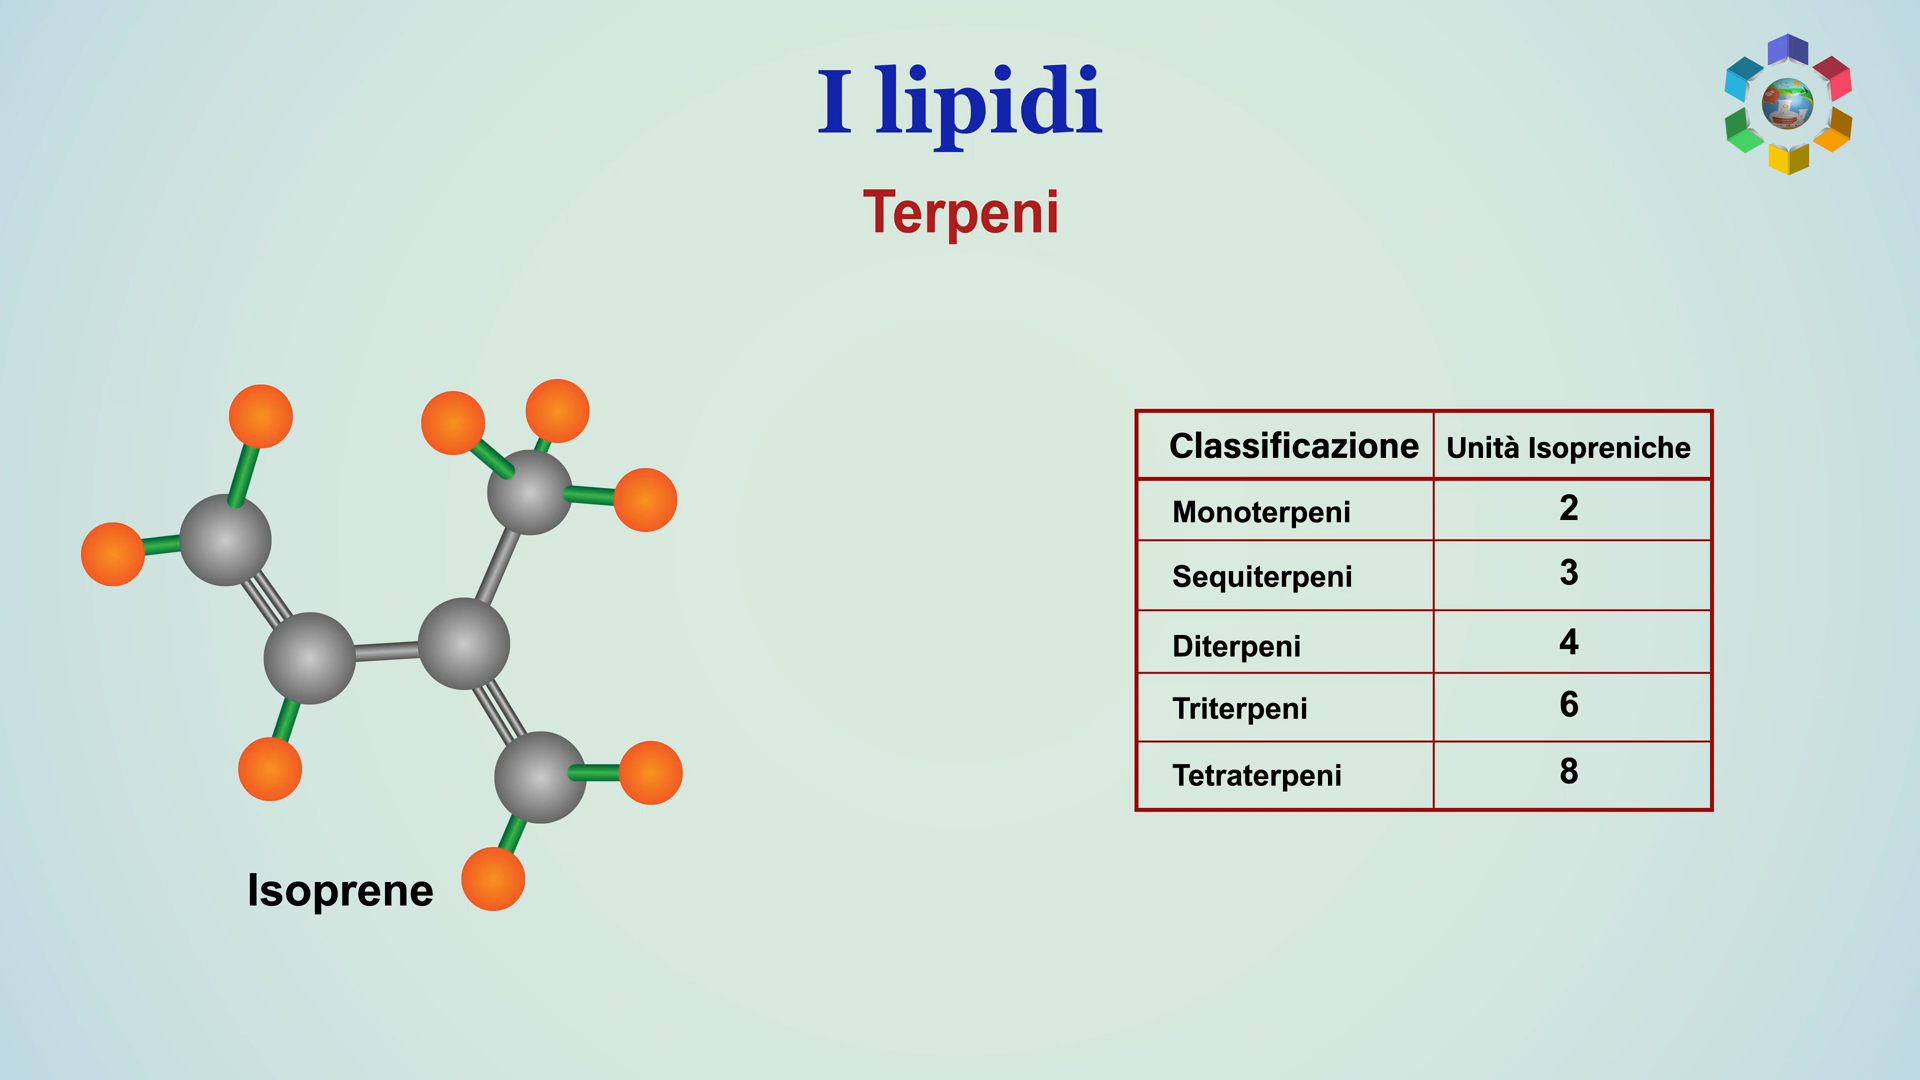 I lipidi
Terpeni
Isoprene
Classificazione Unità Isopreniche
Monoterpeni 2
Sequiterpeni 3
Diterpeni 4
Triterpeni 6
Tetraterpeni 8